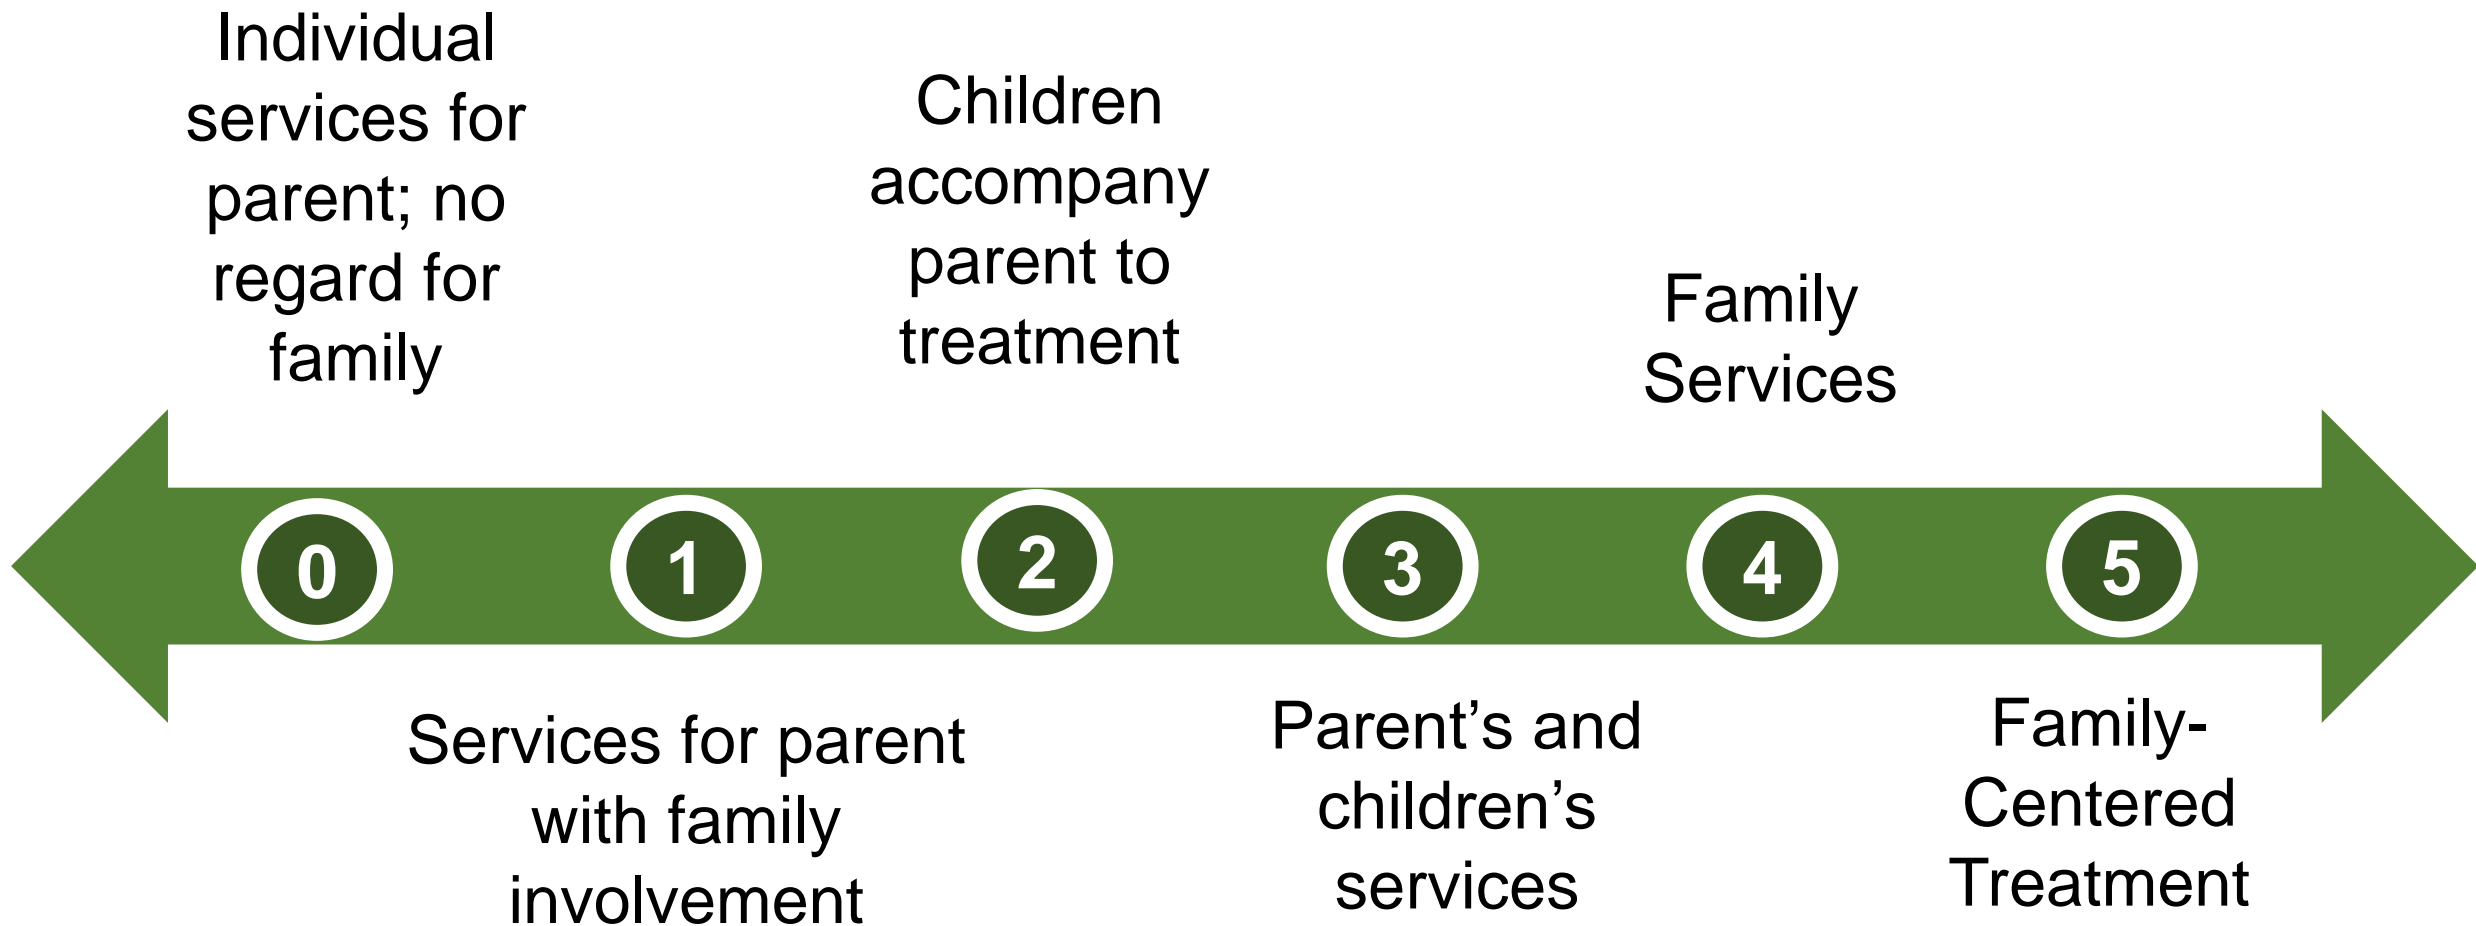 Individual
services for
parent; no
regard for
family
Children
accompany
parent to
treatment
Family
Services
0
1
2
3
4
5
Services for parent
with family
involvement
Parent’s and
children’s
services
Family-
Centered
Treatment